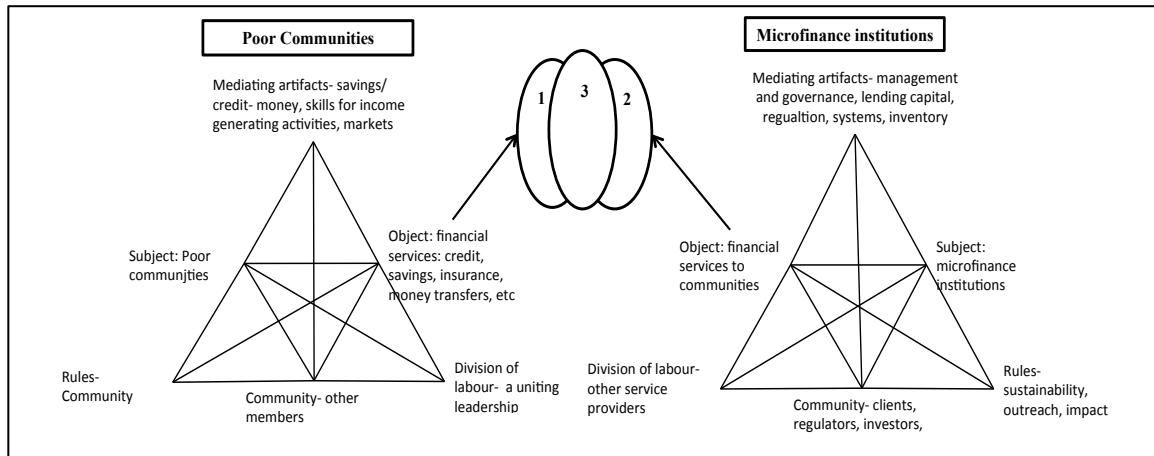 Poor Communities
Microfinance institutions
Mediating artifacts- savings/
credit- money, skills for income
generating activities, markets
1
3
2
Mediating artifacts- management
and governance, lending capital,
regualtion, systems, inventory
Subject: Poor
communities
Object: financial
services: credit,
savings, insurance,
money transfers, etc
Object: financial
services to
communities
Subject:
microfinance
institutions
Rules-
Community
Community- other
members
Division of
labour- a uniting
leadership
Division of labour-
other service
providers
Community- clients,
regulators, investors,
Rules-
sustainability,
outreach, impact